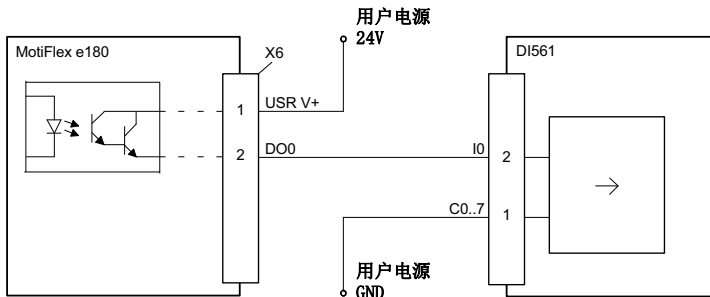 用户电源
24V
MotiFlex e180
X6
DI561
1
USR V+
2
DO0
I0
2
C0..7
1
用户电源
GND